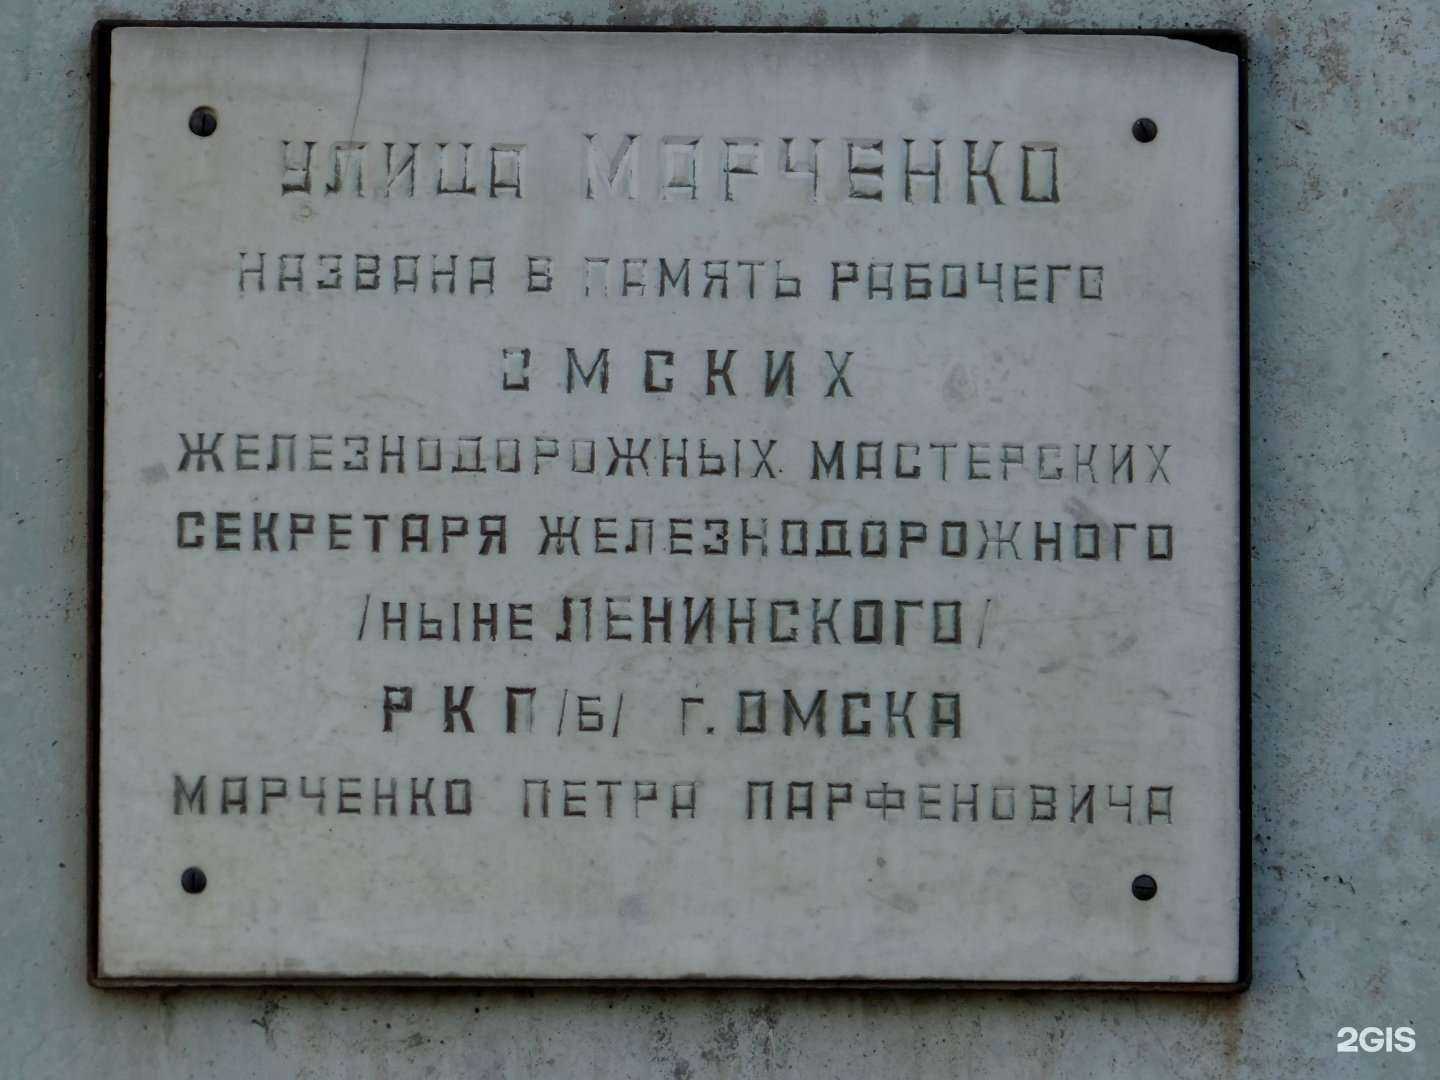 УЛИЦА МАРЧЕНКО
НАЗВАНА В ПАМЯТЬ РАБОЧЕГО
ОМСКИХ
ЖЕЛЕЗНОДОРОЖНЫХ МАСТЕРСКИХ
СЕКРЕТАРЯ ЖЕЛЕЗНОДОРОЖНОГО
/НЫНЕ ЛЕНИНСКОГО/
РКП/Б/ г. ОМСКА
МАРЧЕНКО ПЕТРА ПАРФЕНОВИЧА
2GIS